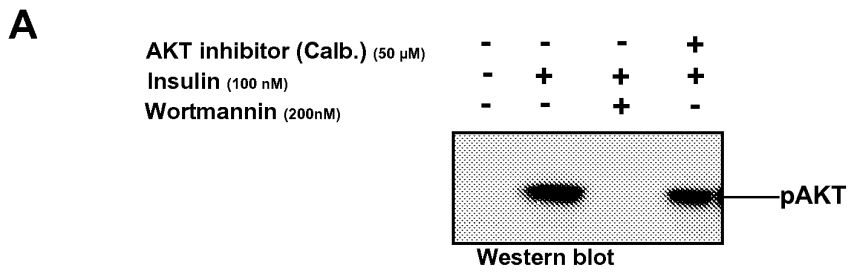 A
AKT inhibitor (Calb.) (50 µM) - - - +
Insulin (100 nM) - + + +
Wortmannin (200nM) - - + -
pAKT
Western blot